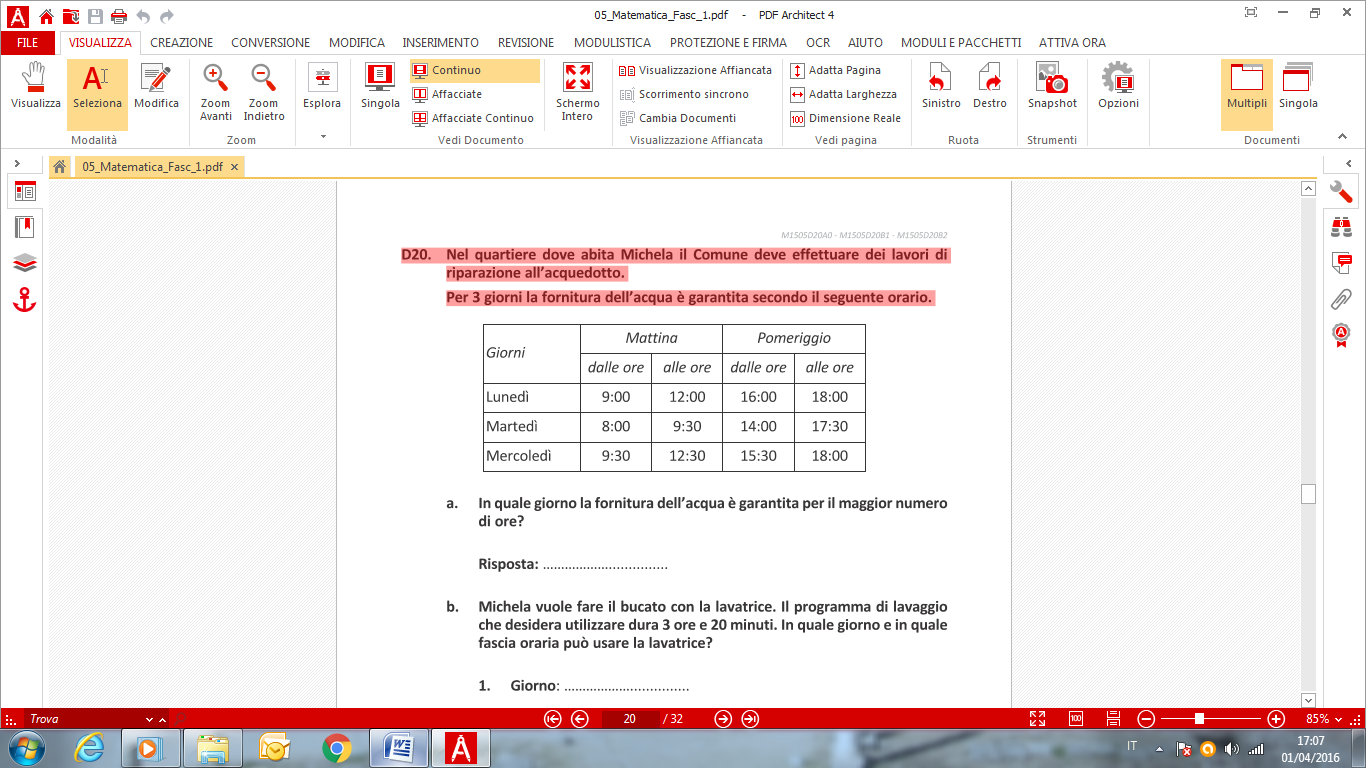 05_Matematica_Fasc_1.pdf - PDF Architect 4
FILE VISUALIZZA CREAZIONE CONVERSIONE MODIFICA INSERIMENTO REVISIONE MODULISTICA PROTEZIONE E FIRMA OCR AIUTO MODULI E PACCHETTI ATTIVA ORA
Visualizza Seleziona Modifica
Modalità
Zoom Avanti Zoom Indietro
Zoom
Esplora
Singola
Continuo
Affacciate
Affacciate Continuo
Vedi Documento
Schermo Intero
Visualizzazione Affiancata
Scorrimento sincrono
Cambia Documenti
Visualizzazione Affiancata
Adatta Pagina
Adatta Larghezza
100 Dimensione Reale
Vedi pagina
Sinistro Destro
Ruota
Snapshot
Strumenti
Opzioni
Multipli Singola
Documenti
05_Matematica_Fasc_1.pdf
M1505D20A0 - M1505D20B1 - M1505D20B2
D20. Nel quartiere dove abita Michela il Comune deve effettuare dei lavori di
riparazione all’acquedotto.
Per 3 giorni la fornitura dell’acqua è garantita secondo il seguente orario.
Giorni Mattina Pomeriggio
dalle ore alle ore dalle ore alle ore
Lunedì 9:00 12:00 16:00 18:00
Martedì 8:00 9:30 14:00 17:30
Mercoledì 9:30 12:30 15:30 18:00
a. In quale giorno la fornitura dell’acqua è garantita per il maggior numero
di ore?
Risposta: ................................
b. Michela vuole fare il bucato con la lavatrice. Il programma di lavaggio
che desidera utilizzare dura 3 ore e 20 minuti. In quale giorno e in quale
fascia oraria può usare la lavatrice?
1. Giorno: ................................
Trova 20 / 32 100 85%
IT 17:07
01/04/2016